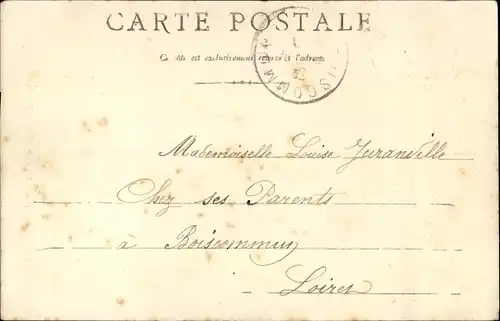 CARTE POSTALE
Ce côté est exclusivement réservé à l'adresse
Mademoiselle Louise Juranville
Chez ses Parents
à Boiscommun
Loiret